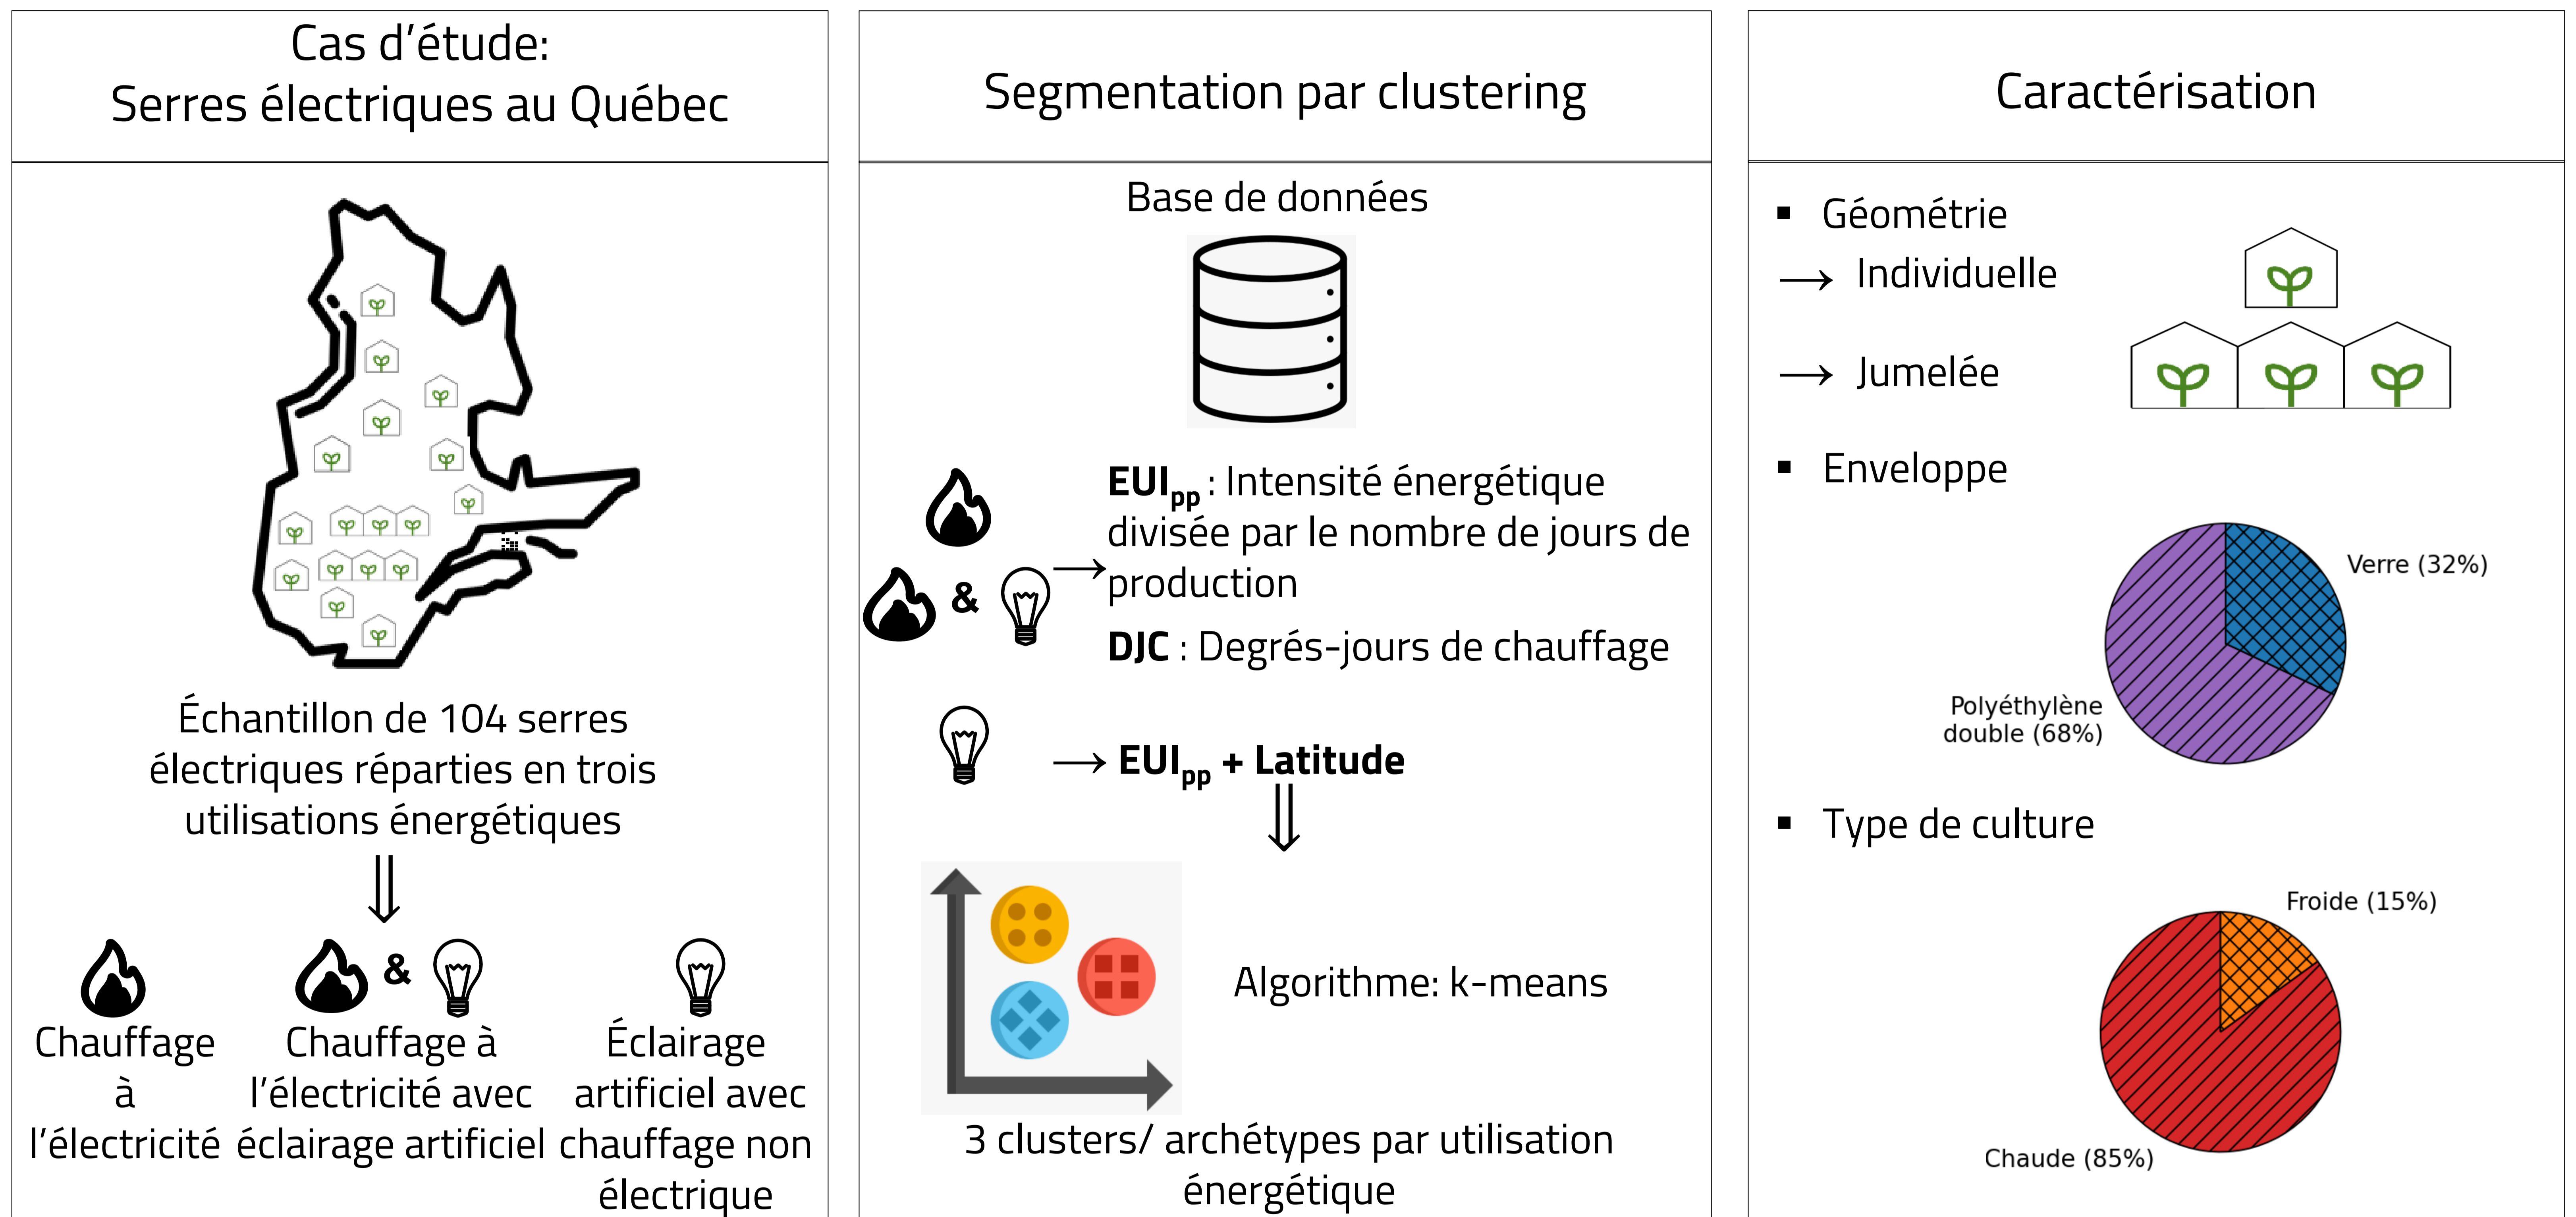 Cas d’étude:
Serres électriques au Québec
Échantillon de 104 serres
électriques réparties en trois
utilisations énergétiques
&
Chauffage
à
l’électricité
Chauffage à
l’électricité avec
éclairage artificiel
Éclairage
artificiel avec
chauffage non
électrique
Segmentation par clustering
Base de données
EUIpp : Intensité énergétique
divisée par le nombre de jours de
production
&
DJC : Degrés-jours de chauffage
EUIpp + Latitude
Algorithme: k-means
3 clusters/ archétypes par utilisation
énergétique
Caractérisation
▪ Géométrie
→ Individuelle
→ Jumelée
▪ Enveloppe
Verre (32%)
Polyéthylène
double (68%)
▪ Type de culture
Froide (15%)
Chaude (85%)